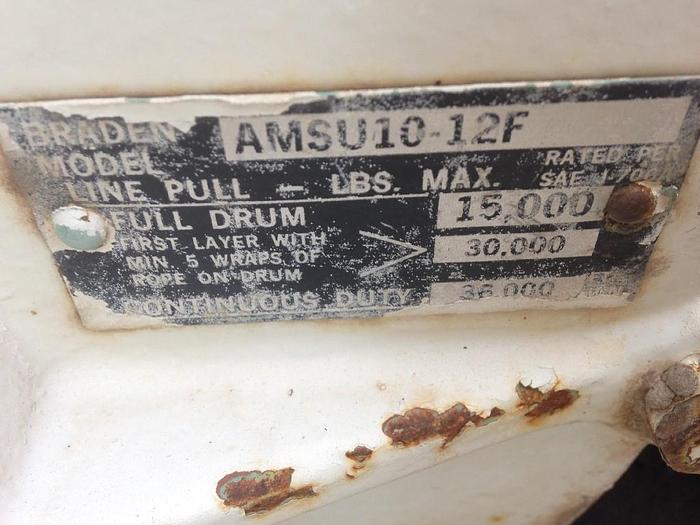 BRADEN
MODEL AMSU10-12F
RATED PER
LINE PULL - LBS. MAX. SAE J706
FULL DRUM 15,000
FIRST LAYER WITH
MIN. 5 WRAPS OF
ROPE ON DRUM 30.000
CONTINUOUS DUTY